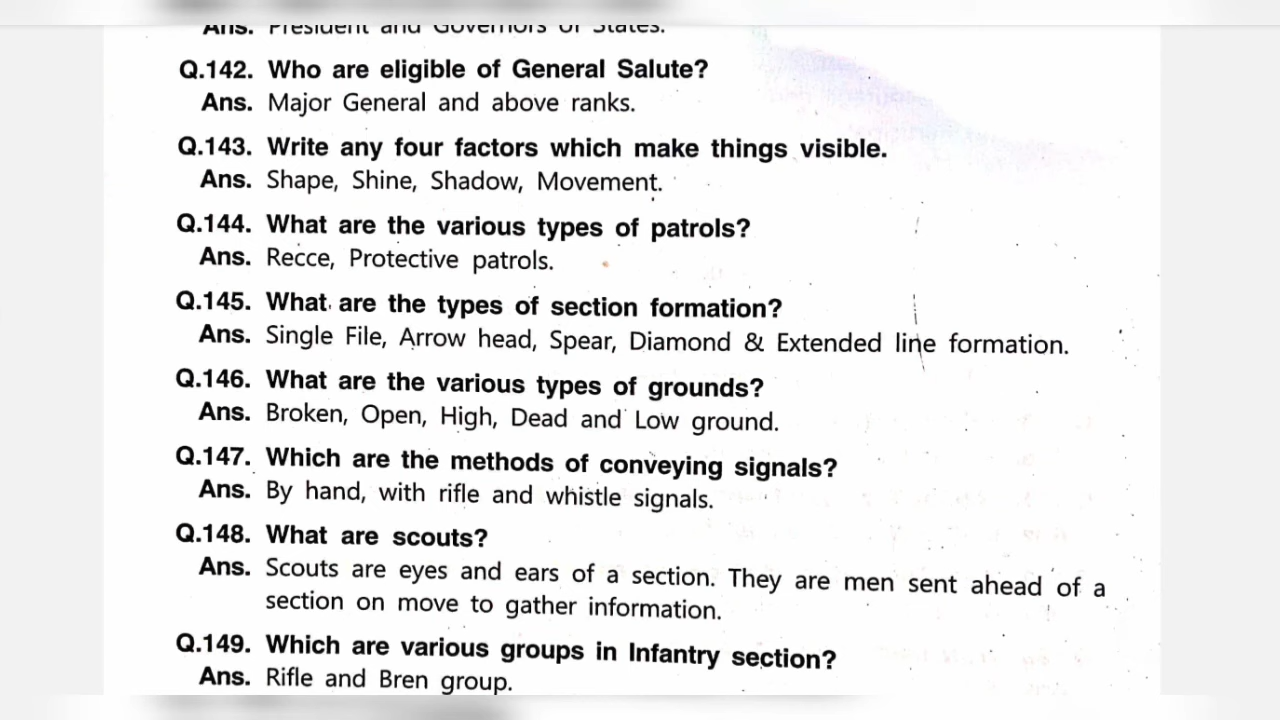 Ans. President and Governors of States.
Q.142. Who are eligible of General Salute?
Ans. Major General and above ranks.
Q.143. Write any four factors which make things visible.
Ans. Shape, Shine, Shadow, Movement.
Q.144. What are the various types of patrols?
Ans. Recce, Protective patrols.
Q.145. What are the types of section formation?
Ans. Single File, Arrow head, Spear, Diamond & Extended line formation.
Q.146. What are the various types of grounds?
Ans. Broken, Open, High, Dead and Low ground.
Q.147. Which are the methods of conveying signals?
Ans. By hand, with rifle and whistle signals.
Q.148. What are scouts?
Ans. Scouts are eyes and ears of a section. They are men sent ahead of a
section on move to gather information.
Q.149. Which are various groups in Infantry section?
Ans. Rifle and Bren group.